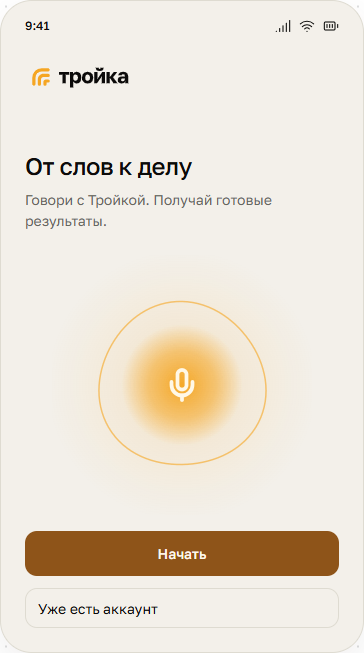 9:41
тройка
От слов к делу
Говори с Тройкой. Получай готовые
результаты.
Начать
Уже есть аккаунт